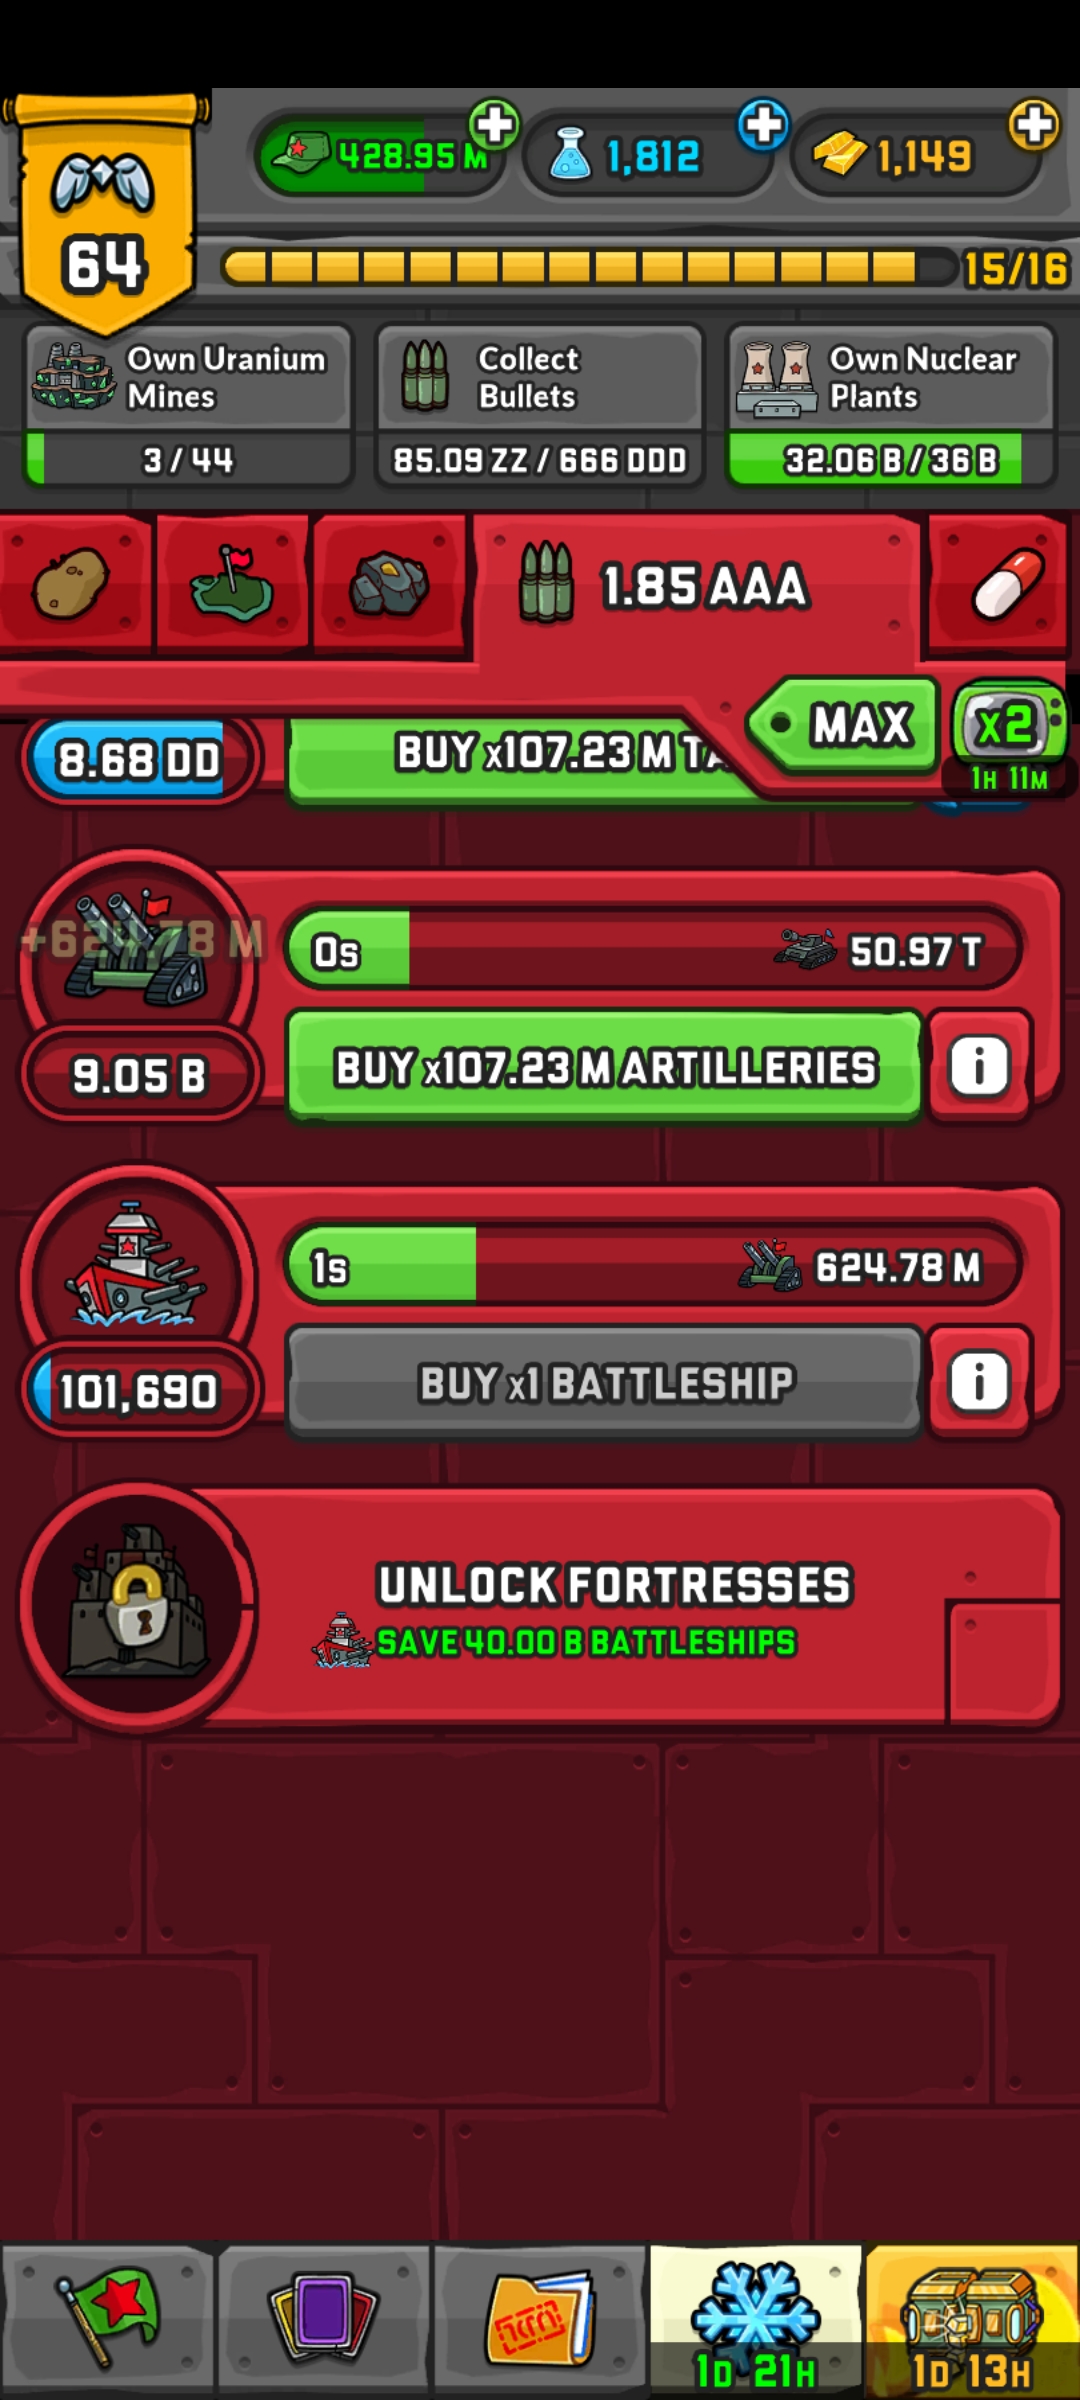 428.95 M
1,812
1,149
64
15/16
Own Uranium
Mines
3 / 44
Collect
Bullets
85.09 ZZ / 666 DDD
Own Nuclear
Plants
32.06 B / 36 B
1.85 AAA
MAX
x2
1H 11M
8.68 DD
BUY x107.23 M TA
+624.78 M
0s
50.97 T
9.05 B
BUY x107.23 M ARTILLERIES
i
1s
624.78 M
101,690
BUY x1 BATTLESHIP
i
UNLOCK FORTRESSES
SAVE 40.00 B BATTLESHIPS
1D 21H
1D 13H